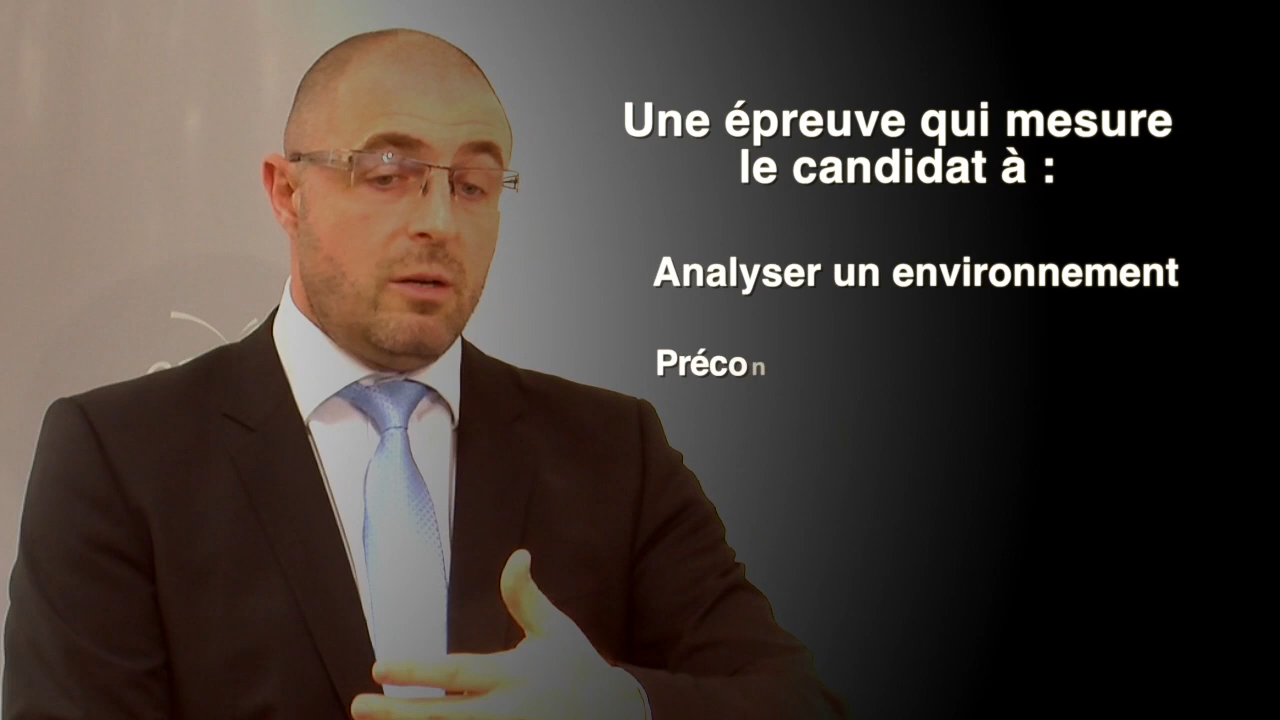 Une épreuve qui mesure
le candidat à :
Analyser un environnement
Précon